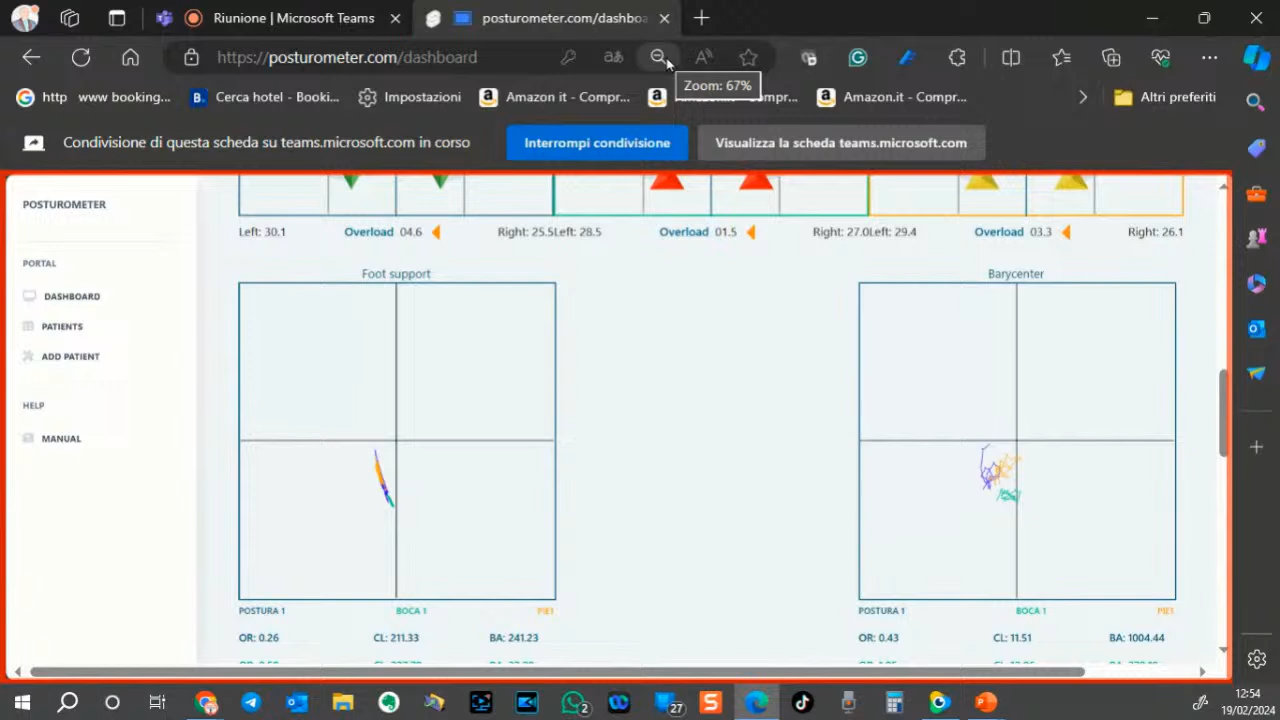 Riunione | Microsoft Teams
posturometer.com/dashboa
https://posturometer.com/dashboard
Zoom: 67%
http
www booking...
Cerca hotel - Booki...
Impostazioni
Amazon it - Compr...
Amazon.it - Compr...
Altri preferiti
Condivisione di questa scheda su teams.microsoft.com in corso
Interrompi condivisione
Visualizza la scheda teams.microsoft.com
POSTUROMETER
PORTAL
DASHBOARD
PATIENTS
ADD PATIENT
HELP
MANUAL
Left: 30.1 Overload 04.6 Right: 25.5
Left: 28.5 Overload 01.5 Right: 27.0
Left: 29.4 Overload 03.3 Right: 26.1
Foot support
POSTURA 1 BOCA 1 PIE1
OR: 0.26 CL: 211.33 BA: 241.23
Barycenter
POSTURA 1 BOCA 1 PIE1
OR: 0.43 CL: 11.51 BA: 1004.44
2
27
12:54
19/02/2024